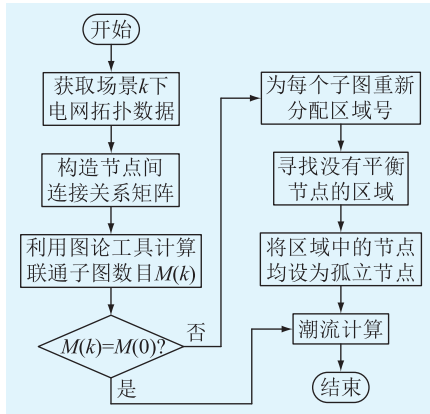 开始
获取场景k下
电网拓扑数据
构造节点间
连接关系矩阵
利用图论工具计算
联通子图数目M(k)
M(k)=M(0)?
否
是
为每个子图重新
分配区域号
寻找没有平衡
节点的区域
将区域中的节点
均设为孤立节点
潮流计算
结束